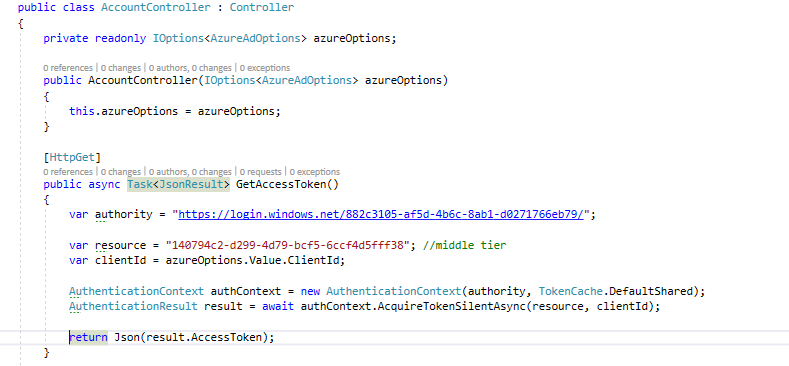 public class AccountController : Controller
{
private readonly IOptions<AzureAdOptions> azureOptions;
0 references | 0 changes | 0 authors, 0 changes | 0 exceptions
public AccountController(IOptions<AzureAdOptions> azureOptions)
{
this.azureOptions = azureOptions;
}
[HttpGet]
0 references | 0 changes | 0 authors, 0 changes | 0 requests | 0 exceptions
public async Task<JsonResult> GetAccessToken()
{
var authority = "https://login.windows.net/882c3105-af5d-4b6c-8ab1-d0271766eb79/";
var resource = "140794c2-d299-4d79-bcf5-6ccf4d5fff38"; //middle tier
var clientId = azureOptions.Value.ClientId;
AuthenticationContext authContext = new AuthenticationContext(authority, TokenCache.DefaultShared);
AuthenticationResult result = await authContext.AcquireTokenSilentAsync(resource, clientId);
return Json(result.AccessToken);
}